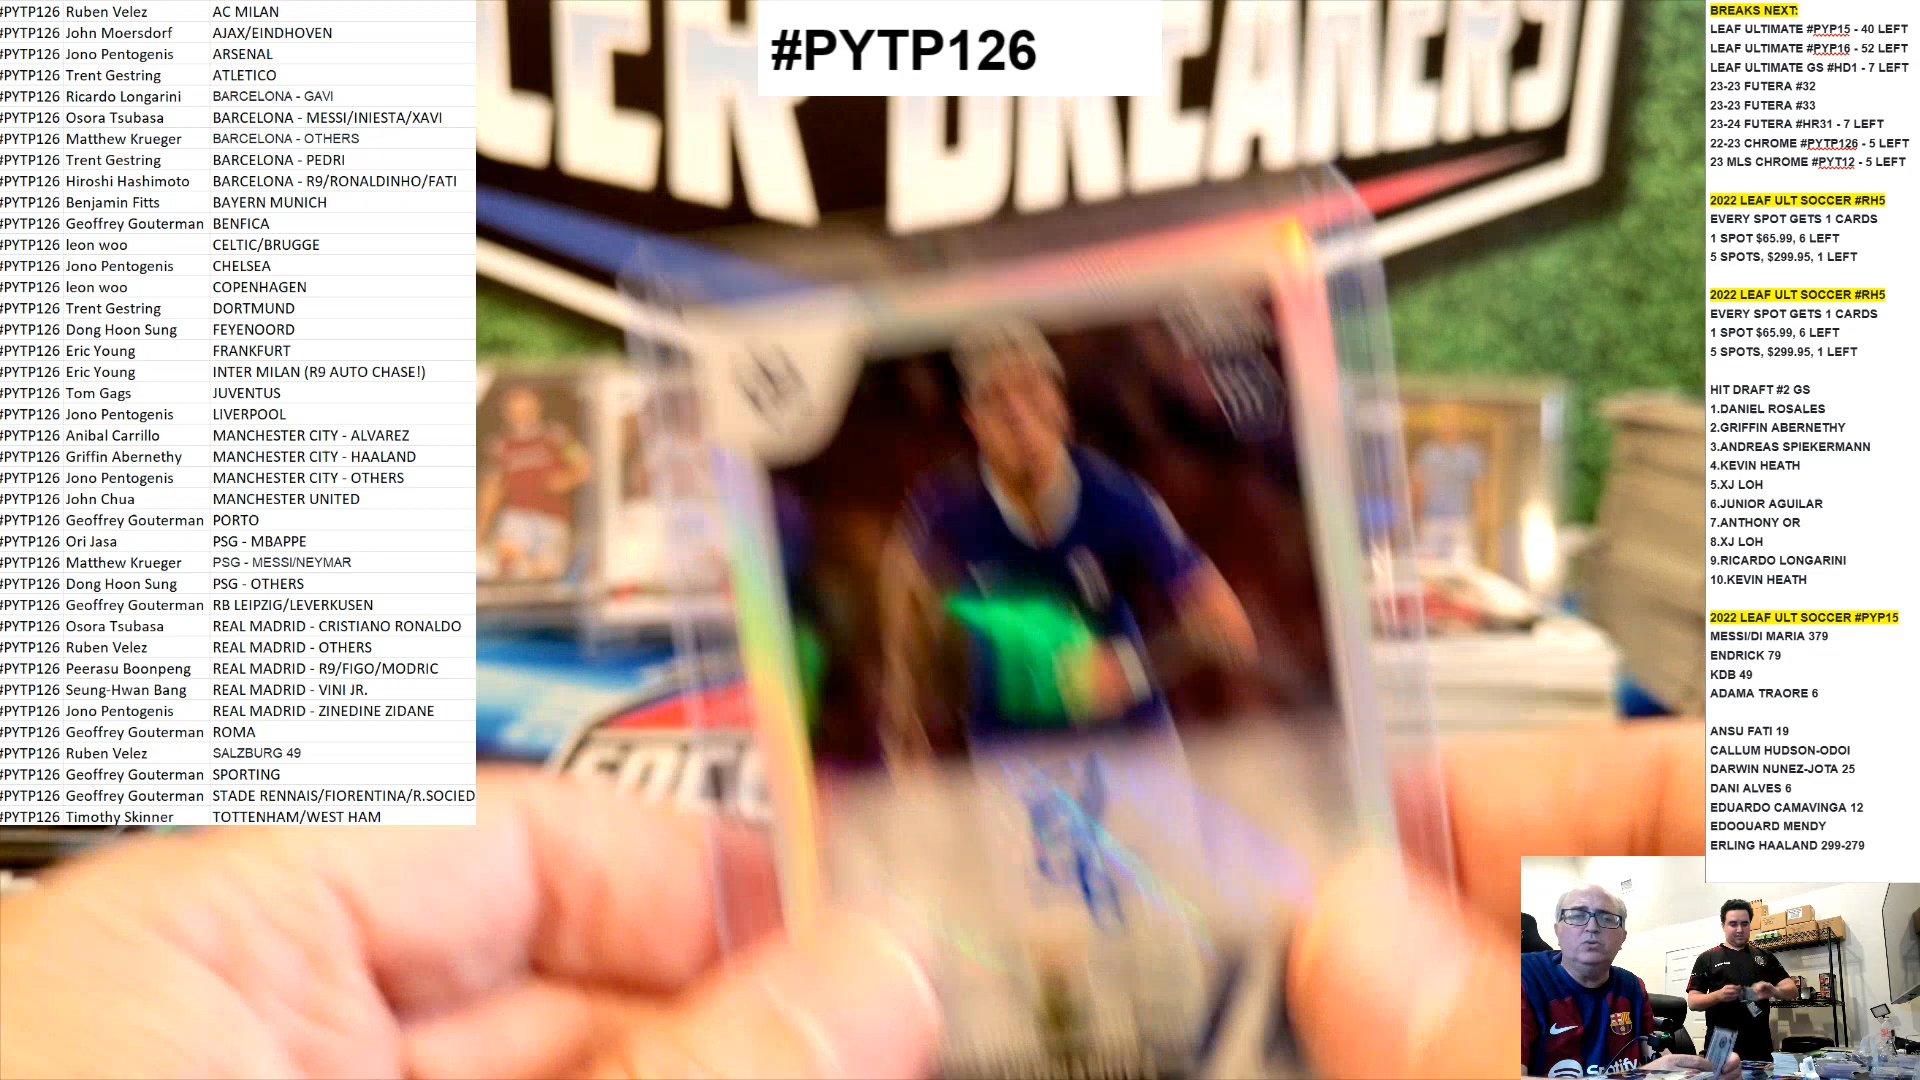 #PYTP126 Ruben Velez AC MILAN
#PYTP126 John Moersdorf AJAX/EINDHOVEN
#PYTP126 Jono Pentogenis ARSENAL
#PYTP126 Trent Gestring ATLETICO
#PYTP126 Ricardo Longarini BARCELONA - GAVI
#PYTP126 Osora Tsubasa BARCELONA - MESSI/INIESTA/XAVI
#PYTP126 Matthew Krueger BARCELONA - OTHERS
#PYTP126 Trent Gestring BARCELONA - PEDRI
#PYTP126 Hiroshi Hashimoto BARCELONA - R9/RONALDINHO/FATI
#PYTP126 Benjamin Fitts BAYERN MUNICH
#PYTP126 Geoffrey Gouterman BENFICA
#PYTP126 leon woo CELTIC/BRUGGE
#PYTP126 Jono Pentogenis CHELSEA
#PYTP126 leon woo COPENHAGEN
#PYTP126 Trent Gestring DORTMUND
#PYTP126 Dong Hoon Sung FEYENOORD
#PYTP126 Eric Young FRANKFURT
#PYTP126 Eric Young INTER MILAN (R9 AUTO CHASE!)
#PYTP126 Tom Gags JUVENTUS
#PYTP126 Jono Pentogenis LIVERPOOL
#PYTP126 Anibal Carrillo MANCHESTER CITY - ALVAREZ
#PYTP126 Griffin Abernethy MANCHESTER CITY - HAALAND
#PYTP126 Jono Pentogenis MANCHESTER CITY - OTHERS
#PYTP126 John Chua MANCHESTER UNITED
#PYTP126 Geoffrey Gouterman PORTO
#PYTP126 Ori Jasa PSG - MBAPPE
#PYTP126 Matthew Krueger PSG - MESSI/NEYMAR
#PYTP126 Dong Hoon Sung PSG - OTHERS
#PYTP126 Geoffrey Gouterman RB LEIPZIG/LEVERKUSEN
#PYTP126 Osora Tsubasa REAL MADRID - CRISTIANO RONALDO
#PYTP126 Ruben Velez REAL MADRID - OTHERS
#PYTP126 Peerasu Boonpeng REAL MADRID - R9/FIGO/MODRIC
#PYTP126 Seung-Hwan Bang REAL MADRID - VINI JR.
#PYTP126 Jono Pentogenis REAL MADRID - ZINEDINE ZIDANE
#PYTP126 Geoffrey Gouterman ROMA
#PYTP126 Ruben Velez SALZBURG 49
#PYTP126 Geoffrey Gouterman SPORTING
#PYTP126 Geoffrey Gouterman STADE RENNAIS/FIORENTINA/R.SOCIED
#PYTP126 Timothy Skinner TOTTENHAM/WEST HAM
#PYTP126
CER BREAKERS
SOCC
BREAKS NEXT:
LEAF ULTIMATE #PYP15 - 40 LEFT
LEAF ULTIMATE #PYP16 - 52 LEFT
LEAF ULTIMATE GS #HD1 - 7 LEFT
23-23 FUTERA #32
23-23 FUTERA #33
23-24 FUTERA #HR31 - 7 LEFT
22-23 CHROME #PYTP126 - 5 LEFT
23 MLS CHROME #PYT12 - 5 LEFT
2022 LEAF ULT SOCCER #RH5
EVERY SPOT GETS 1 CARDS
1 SPOT $65.99, 6 LEFT
5 SPOTS, $299.95, 1 LEFT
2022 LEAF ULT SOCCER #RH5
EVERY SPOT GETS 1 CARDS
1 SPOT $65.99, 6 LEFT
5 SPOTS, $299.95, 1 LEFT
HIT DRAFT #2 GS
1.DANIEL ROSALES
2.GRIFFIN ABERNETHY
3.ANDREAS SPIEKERMANN
4.KEVIN HEATH
5.XJ LOH
6.JUNIOR AGUILAR
7.ANTHONY OR
8.XJ LOH
9.RICARDO LONGARINI
10.KEVIN HEATH
2022 LEAF ULT SOCCER #PYP15
MESSI/DI MARIA 379
ENDRICK 79
KDB 49
ADAMA TRAORE 6
ANSU FATI 19
CALLUM HUDSON-ODOI
DARWIN NUNEZ-JOTA 25
DANI ALVES 6
EDUARDO CAMAVINGA 12
EDOOUARD MENDY
ERLING HAALAND 299-279
Spotify